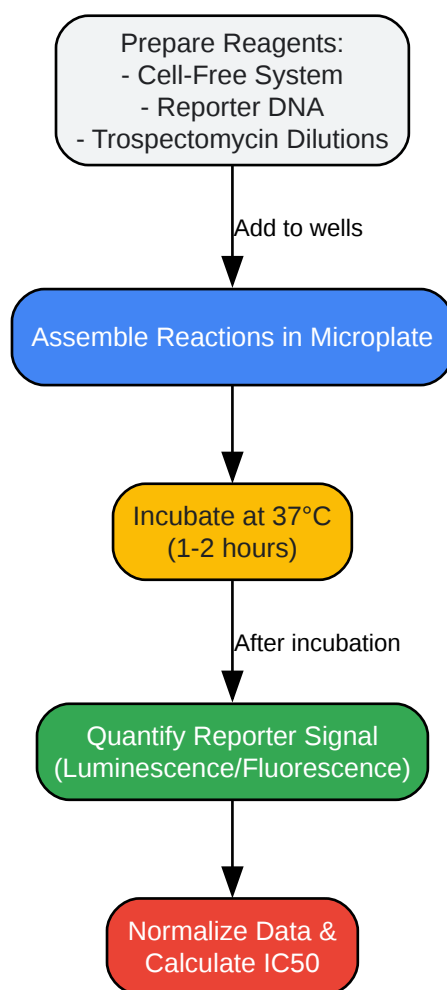 Prepare Reagents:
- Cell-Free System
- Reporter DNA
- Trospectomycin Dilutions
Add to wells
Assemble Reactions in Microplate
Incubate at 37°C
(1-2 hours)
After incubation
Quantify Reporter Signal
(Luminescence/Fluorescence)
Normalize Data &
Calculate IC50